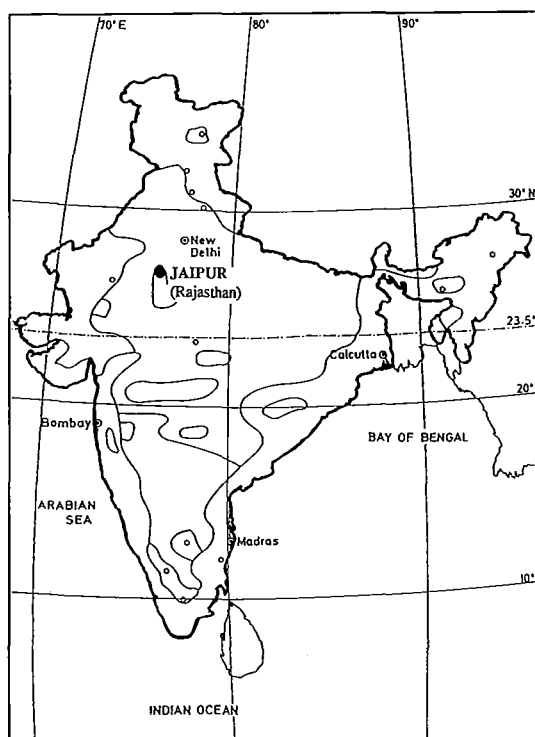 70° E
80°
90°
30° N
New
Delhi
JAIPUR
(Rajasthan)
23.5°
Calcutta
20°
Bombay
BAY OF BENGAL
ARABIAN
SEA
Madras
10°
INDIAN OCEAN